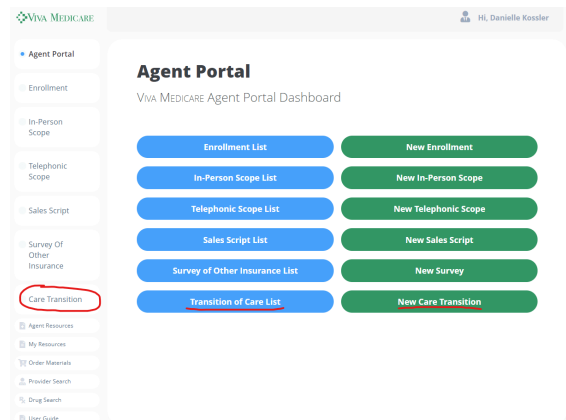 VIVA MEDICARE
Hi, Danielle Kossler
Agent Portal
Enrollment
In-Person
Scope
Telephonic
Scope
Sales Script
Survey Of
Other
Insurance
Care Transition
Agent Resources
My Resources
Order Materials
Provider Search
Drug Search
User Guide
Agent Portal
VIVA MEDICARE Agent Portal Dashboard
Enrollment List
New Enrollment
In-Person Scope List
New In-Person Scope
Telephonic Scope List
New Telephonic Scope
Sales Script List
New Sales Script
Survey of Other Insurance List
New Survey
Transition of Care List
New Care Transition